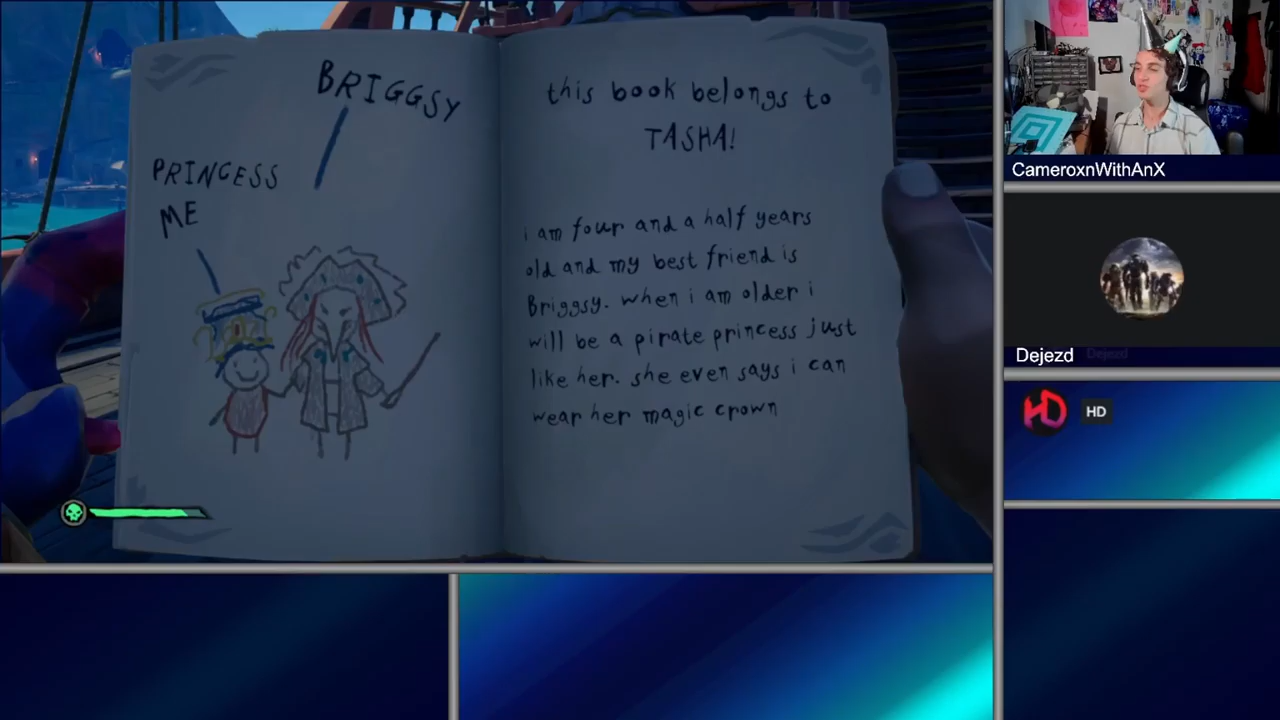 BRIGGSY
PRINCESS
ME
this book belongs to
TASHA!
i am four and a half years
old and my best friend is
Briggsy. when i am older i
will be a pirate princess just
like her. she even says i can
wear her magic crown
CameroxnWithAnX
Dejezd
Dejezd
HD
HD